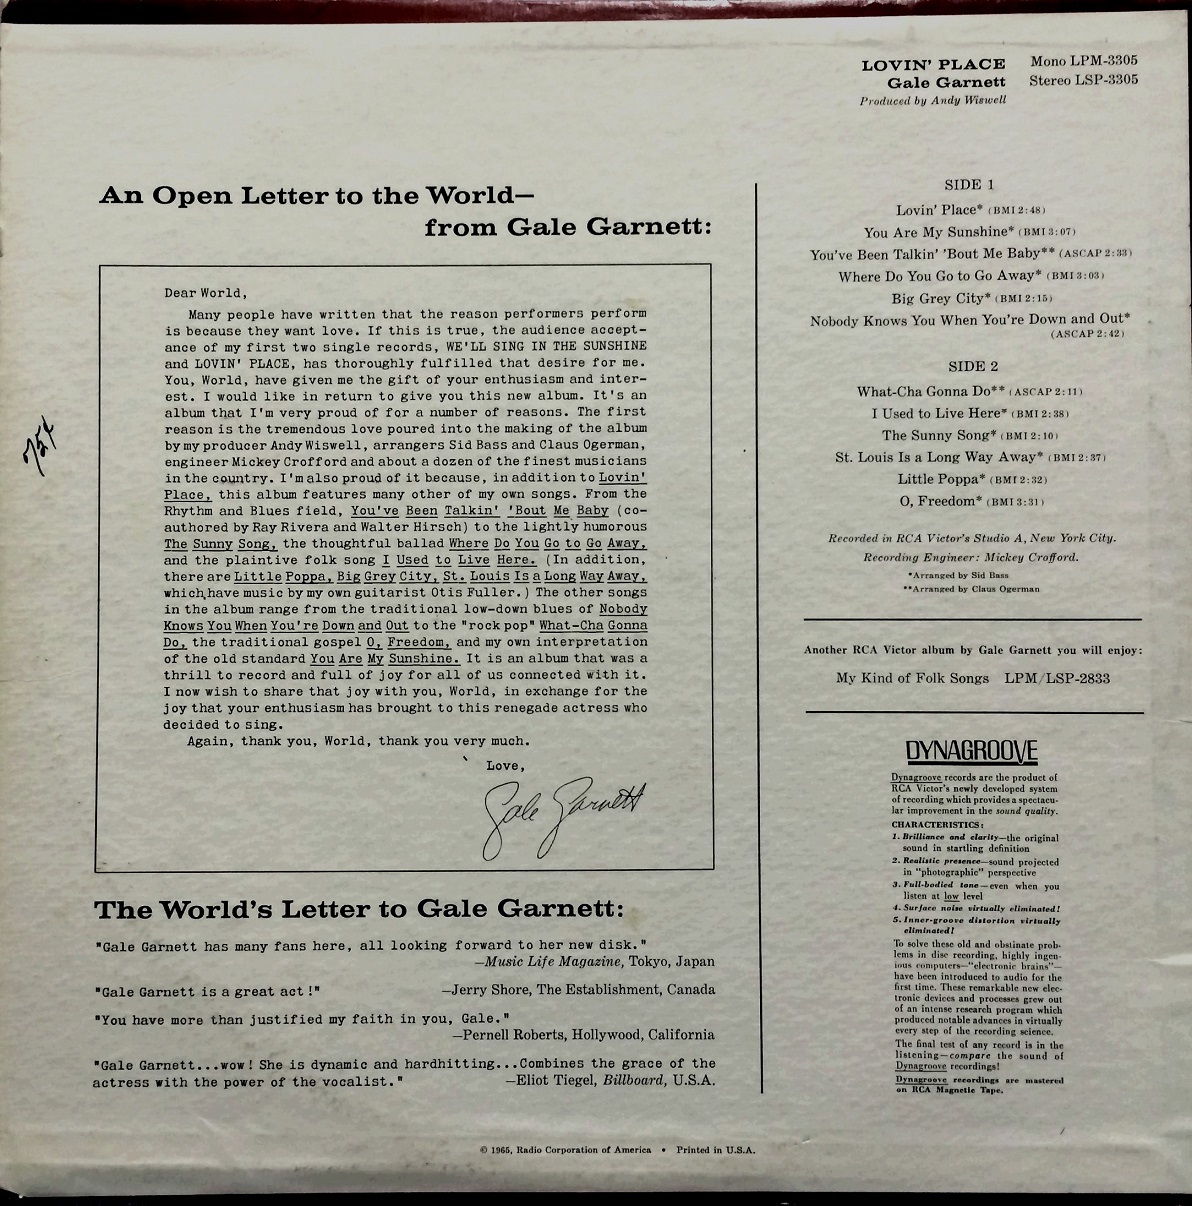 LOVIN' PLACE
Gale Garnett
Produced by Andy Wiswell
Mono LPM-3305
Stereo LSP-3305
An Open Letter to the World—
from Gale Garnett:
Dear World,
Many people have written that the reason performers perform
is because they want love. If this is true, the audience accept-
ance of my first two single records, WE'LL SING IN THE SUNSHINE
and LOVIN' PLACE, has thoroughly fulfilled that desire for me.
You, World, have given me the gift of your enthusiasm and inter-
est. I would like in return to give you this new album. It's an
album that I'm very proud of for a number of reasons. The first
reason is the tremendous love poured into the making of the album
by my producer Andy Wiswell, arrangers Sid Bass and Claus Ogerman,
engineer Mickey Crofford and about a dozen of the finest musicians
in the country. I'm also proud of it because, in addition to Lovin'
Place, this album features many other of my own songs. From the
Rhythm and Blues field, You've Been Talkin' 'Bout Me Baby (co-
authored by Ray Rivera and Walter Hirsch) to the lightly humorous
The Sunny Song, the thoughtful ballad Where Do You Go to Go Away,
and the plaintive folk song I Used to Live Here. (In addition,
there are Little Poppa, Big Grey City, St. Louis Is a Long Way Away,
which have music by my own guitarist Otis Fuller.) The other songs
in the album range from the traditional low-down blues of Nobody
Knows You When You're Down and Out to the "rock pop" What-Cha Gonna
Do, the traditional gospel O, Freedom, and my own interpretation
of the old standard You Are My Sunshine. It is an album that was a
thrill to record and full of joy for all of us connected with it.
I now wish to share that joy with you, World, in exchange for the
joy that your enthusiasm has brought to this renegade actress who
decided to sing.
Again, thank you, World, thank you very much.
Love,
Gale Garnett
The World's Letter to Gale Garnett:
"Gale Garnett has many fans here, all looking forward to her new disk."
—Music Life Magazine, Tokyo, Japan
"Gale Garnett is a great act!" —Jerry Shore, The Establishment, Canada
"You have more than justified my faith in you, Gale."
—Pernell Roberts, Hollywood, California
"Gale Garnett...wow! She is dynamic and hardhitting...Combines the grace of the
actress with the power of the vocalist." —Eliot Tiegel, Billboard, U.S.A.
SIDE 1
Lovin' Place* (BMI 2:48)
You Are My Sunshine* (BMI 3:07)
You've Been Talkin' 'Bout Me Baby** (ASCAP 2:33)
Where Do You Go to Go Away* (BMI 3:03)
Big Grey City* (BMI 2:15)
Nobody Knows You When You're Down and Out*
(ASCAP 2:42)
SIDE 2
What-Cha Gonna Do** (ASCAP 2:11)
I Used to Live Here* (BMI 2:38)
The Sunny Song* (BMI 2:10)
St. Louis Is a Long Way Away* (BMI 2:37)
Little Poppa* (BMI 2:32)
O, Freedom* (BMI 3:31)
Recorded in RCA Victor's Studio A, New York City.
Recording Engineer: Mickey Crofford.
*Arranged by Sid Bass
**Arranged by Claus Ogerman
Another RCA Victor album by Gale Garnett you will enjoy:
My Kind of Folk Songs LPM/LSP-2833
DYNAGROOVE
Dynagroove records are the product of
RCA Victor's newly developed system
of recording which provides a spectacu-
lar improvement in the sound quality.
CHARACTERISTICS:
1. Brilliance and clarity—the original
sound in startling definition
2. Realistic presence—sound projected
in "photographic" perspective
3. Full-bodied tone—even when you
listen at low level
4. Surface noise virtually eliminated!
5. Inner-groove distortion virtually
eliminated!
To solve these old and obstinate prob-
lems in disc recording, highly ingen-
ious computers—"electronic brains"—
have been introduced to audio for the
first time. These remarkable new elec-
tronic devices and processes grew out
of an intense research program which
produced notable advances in virtually
every step of the recording science.
The final test of any record is in the
listening—compare the sound of
Dynagroove recordings!
Dynagroove recordings are mastered
on RCA Magnetic Tape.
© 1965, Radio Corporation of America • Printed in U.S.A.